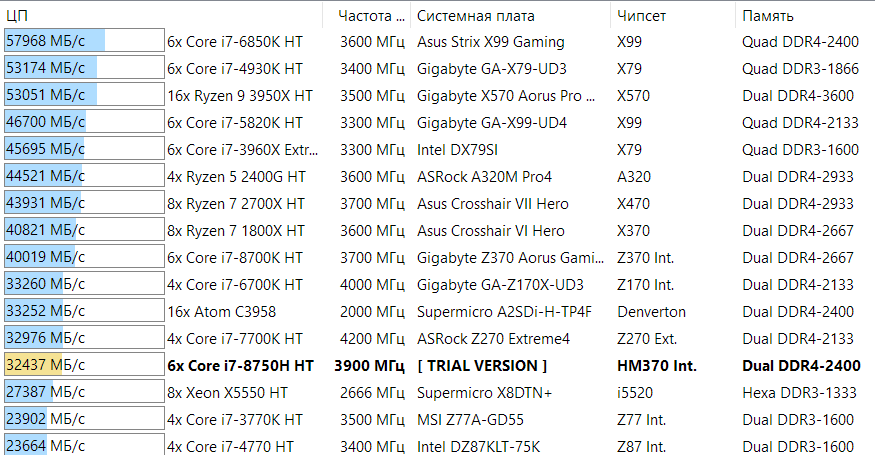 ЦП Частота ... Системная плата Чипсет Память
57968 МБ/с 6x Core i7-6850K HT 3600 МГц Asus Strix X99 Gaming X99 Quad DDR4-2400
53174 МБ/с 6x Core i7-4930K HT 3400 МГц Gigabyte GA-X79-UD3 X79 Quad DDR3-1866
53051 МБ/с 16x Ryzen 9 3950X HT 3500 МГц Gigabyte X570 Aorus Pro ... X570 Dual DDR4-3600
46700 МБ/с 6x Core i7-5820K HT 3300 МГц Gigabyte GA-X99-UD4 X99 Quad DDR4-2133
45695 МБ/с 6x Core i7-3960X Extr... 3300 МГц Intel DX79SI X79 Quad DDR3-1600
44521 МБ/с 4x Ryzen 5 2400G HT 3600 МГц ASRock A320M Pro4 A320 Dual DDR4-2933
43931 МБ/с 8x Ryzen 7 2700X HT 3700 МГц Asus Crosshair VII Hero X470 Dual DDR4-2933
40821 МБ/с 8x Ryzen 7 1800X HT 3600 МГц Asus Crosshair VI Hero X370 Dual DDR4-2667
40019 МБ/с 6x Core i7-8700K HT 3700 МГц Gigabyte Z370 Aorus Gami... Z370 Int. Dual DDR4-2667
33260 МБ/с 4x Core i7-6700K HT 4000 МГц Gigabyte GA-Z170X-UD3 Z170 Int. Dual DDR4-2133
33252 МБ/с 16x Atom C3958 2000 МГц Supermicro A2SDi-H-TP4F Denverton Dual DDR4-2400
32976 МБ/с 4x Core i7-7700K HT 4200 МГц ASRock Z270 Extreme4 Z270 Ext. Dual DDR4-2133
32437 МБ/с 6x Core i7-8750H HT 3900 МГц [ TRIAL VERSION ] HM370 Int. Dual DDR4-2400
27387 МБ/с 8x Xeon X5550 HT 2666 МГц Supermicro X8DTN+ i5520 Hexa DDR3-1333
23902 МБ/с 4x Core i7-3770K HT 3500 МГц MSI Z77A-GD55 Z77 Int. Dual DDR3-1600
23664 МБ/с 4x Core i7-4770 HT 3400 МГц Intel DZ87KLT-75K Z87 Int. Dual DDR3-1600